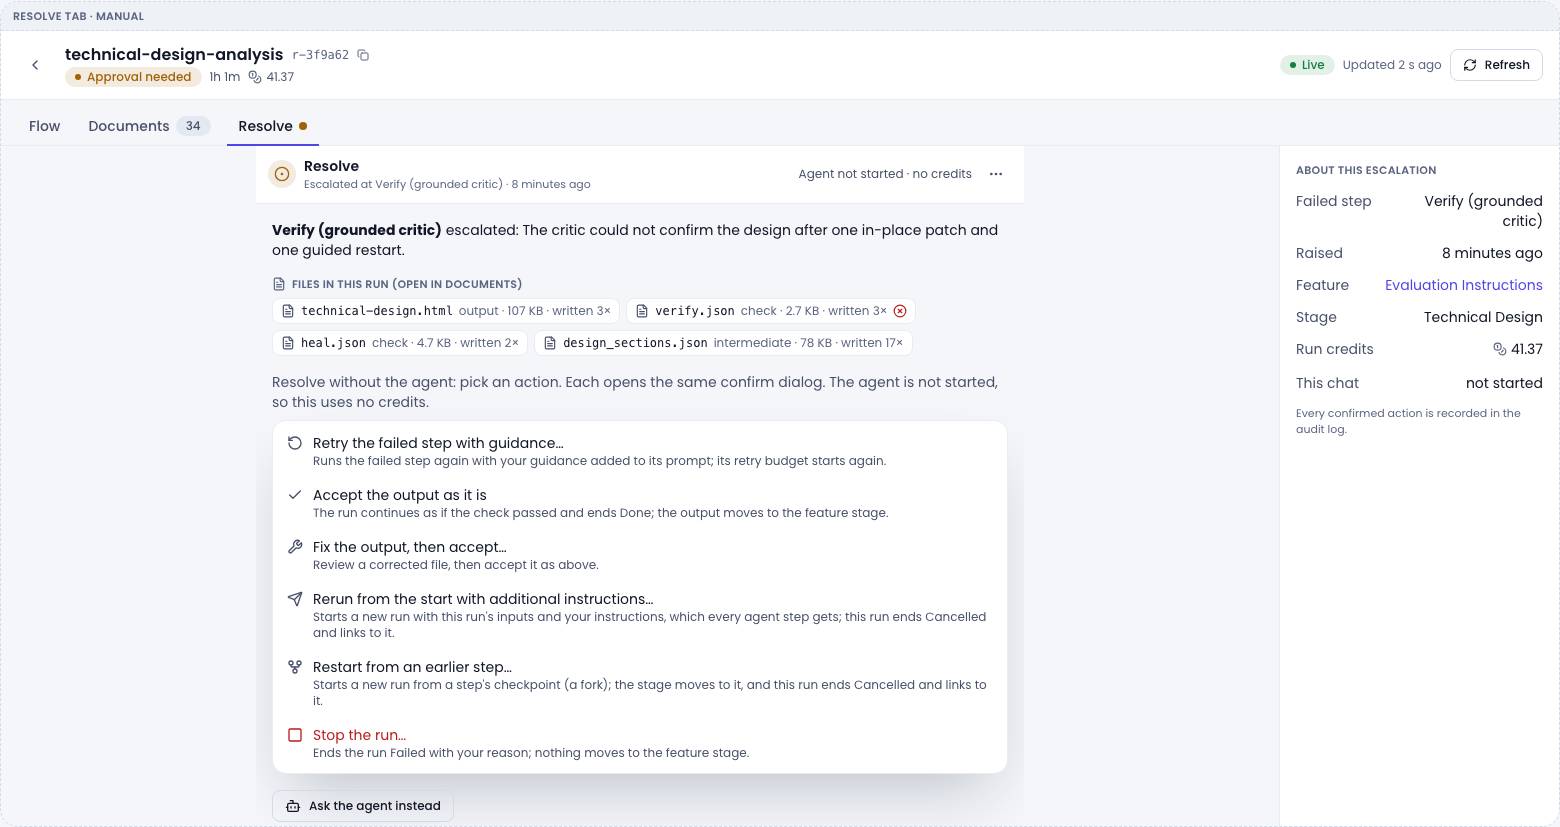 RESOLVE TAB · MANUAL
technical-design-analysis r-3f9a62
Approval needed 1h 1m 41.37
Live Updated 2 s ago Refresh
Flow Documents 34 Resolve
Resolve
Escalated at Verify (grounded critic) · 8 minutes ago
Agent not started · no credits
Verify (grounded critic) escalated: The critic could not confirm the design after one in-place patch and
one guided restart.
FILES IN THIS RUN (OPEN IN DOCUMENTS)
technical-design.html output · 107 KB · written 3× verify.json check · 2.7 KB · written 3×
heal.json check · 4.7 KB · written 2× design_sections.json intermediate · 78 KB · written 17×
Resolve without the agent: pick an action. Each opens the same confirm dialog. The agent is not started,
so this uses no credits.
Retry the failed step with guidance…
Runs the failed step again with your guidance added to its prompt; its retry budget starts again.
Accept the output as it is
The run continues as if the check passed and ends Done; the output moves to the feature stage.
Fix the output, then accept…
Review a corrected file, then accept it as above.
Rerun from the start with additional instructions…
Starts a new run with this run's inputs and your instructions, which every agent step gets; this run ends Cancelled
and links to it.
Restart from an earlier step…
Starts a new run from a step's checkpoint (a fork); the stage moves to it, and this run ends Cancelled and links to
it.
Stop the run…
Ends the run Failed with your reason; nothing moves to the feature stage.
Ask the agent instead
ABOUT THIS ESCALATION
Failed step Verify (grounded
critic)
Raised 8 minutes ago
Feature Evaluation Instructions
Stage Technical Design
Run credits 41.37
This chat not started
Every confirmed action is recorded in the
audit log.